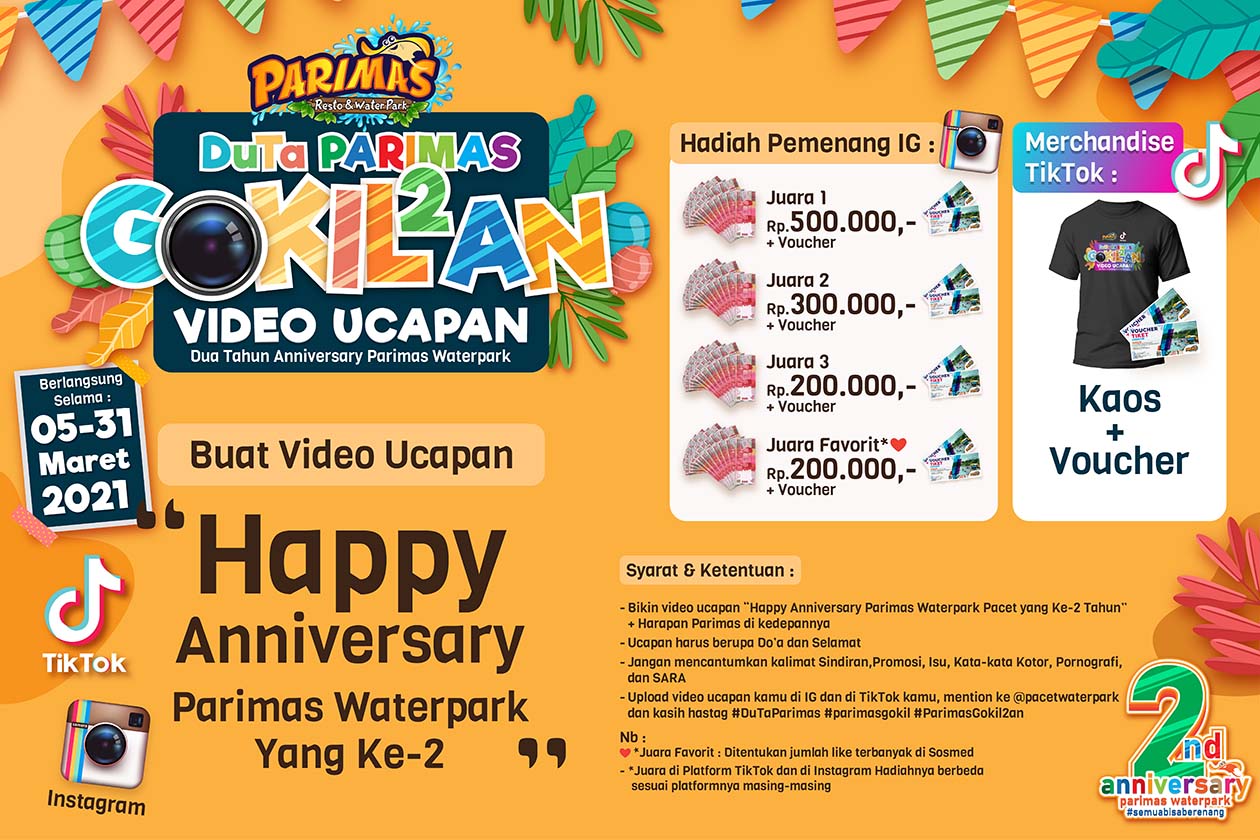 PARIMAS
Resto & Water Park
DuTa PARIMAS
GOKIL2AN
VIDEO UCAPAN
Dua Tahun Anniversary Parimas Waterpark
Berlangsung
Selama :
05-31
Maret
2021
Buat Video Ucapan
“Happy
Anniversary
Parimas Waterpark
Yang Ke-2 ”
TikTok
Instagram
Hadiah Pemenang IG :
Juara 1
Rp.500.000,-
+ Voucher
Juara 2
Rp.300.000,-
+ Voucher
Juara 3
Rp.200.000,-
+ Voucher
Juara Favorit*
Rp.200.000,-
+ Voucher
Merchandise
TikTok :
PARIMAS
GOKIL2AN
VIDEO UCAPAN
VOUCHER
TIKET
Kaos
+
Voucher
Syarat & Ketentuan :
- Bikin video ucapan "Happy Anniversary Parimas Waterpark Pacet yang Ke-2 Tahun"
+ Harapan Parimas di kedepannya
- Ucapan harus berupa Do'a dan Selamat
- Jangan mencantumkan kalimat Sindiran,Promosi, Isu, Kata-kata Kotor, Pornografi,
dan SARA
- Upload video ucapan kamu di IG dan di TikTok kamu, mention ke @pacetwaterpark
dan kasih hastag #DuTaParimas #parimasgokil #ParimasGokil2an
Nb :
*Juara Favorit : Ditentukan jumlah like terbanyak di Sosmed
- *Juara di Platform TikTok dan di Instagram Hadiahnya berbeda
sesuai platformnya masing-masing
2nd
anniversary
parimas waterpark
#semuabisaberenang